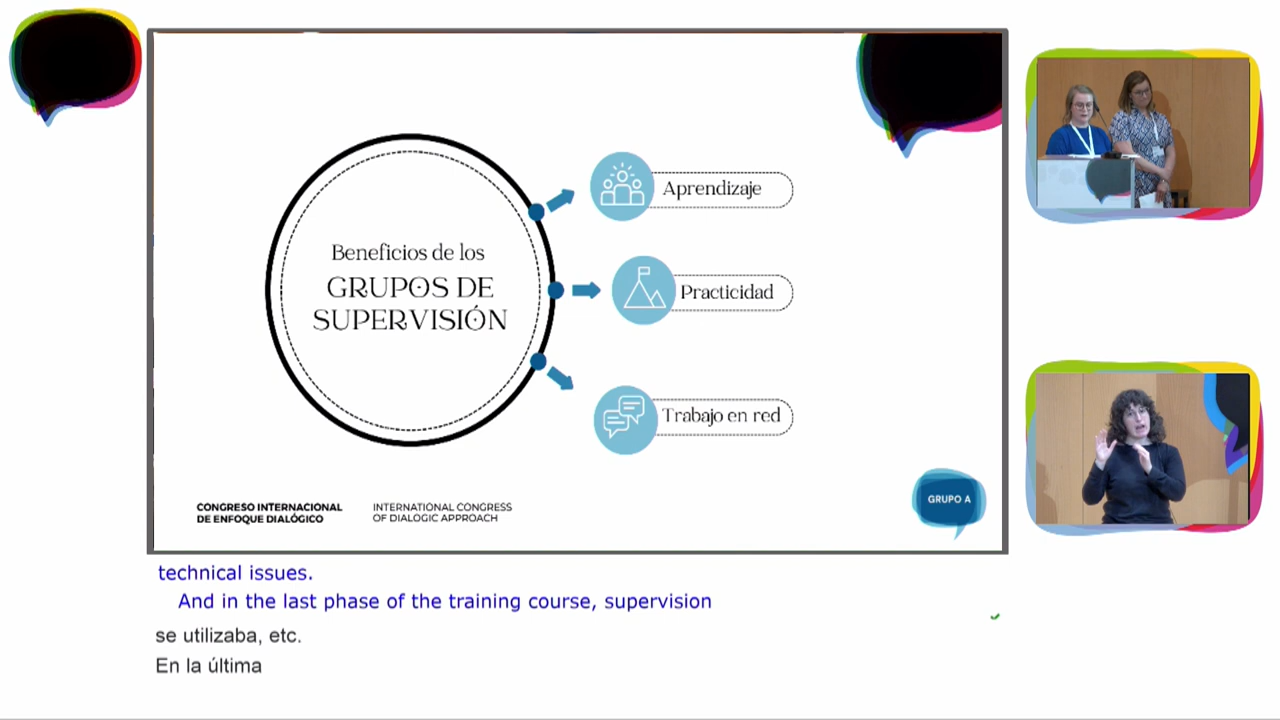 Beneficios de los
GRUPOS DE
SUPERVISIÓN
Aprendizaje
Practicidad
Trabajo en red
CONGRESO INTERNACIONAL
DE ENFOQUE DIALÓGICO
INTERNATIONAL CONGRESS
OF DIALOGIC APPROACH
GRUPO A
technical issues.
And in the last phase of the training course, supervision
se utilizaba, etc.
En la última